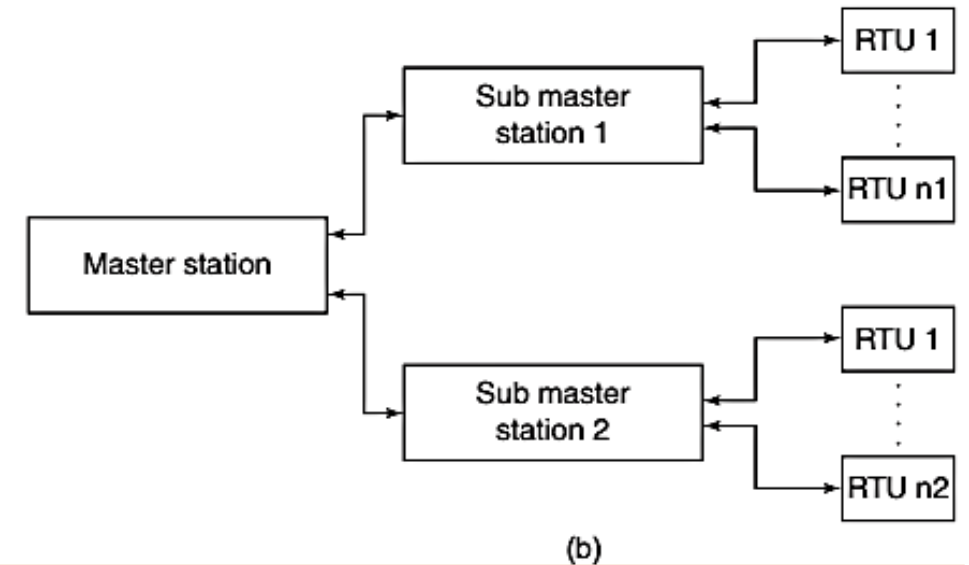 RTU 1
Sub master
station 1
RTU n1
Master station
RTU 1
Sub master
station 2
RTU n2
(b)